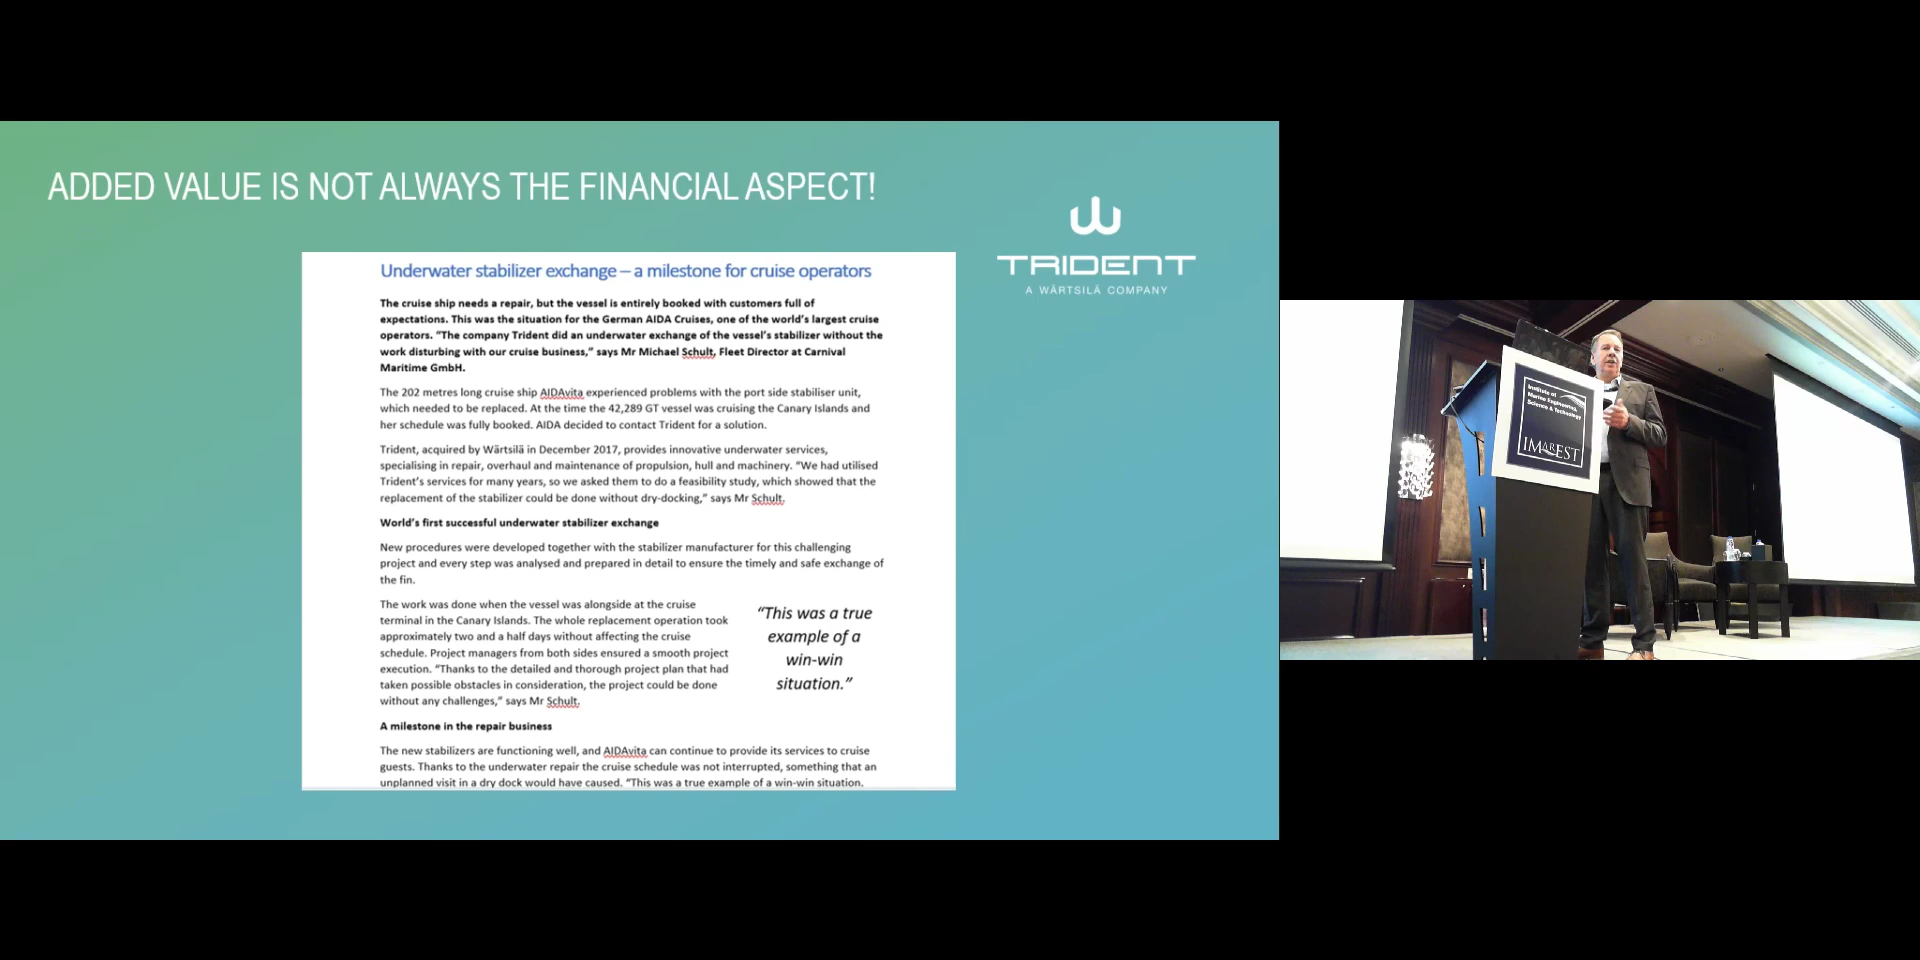 ADDED VALUE IS NOT ALWAYS THE FINANCIAL ASPECT!
TRIDENT
A WÄRTSILÄ COMPANY
Underwater stabilizer exchange – a milestone for cruise operators
The cruise ship needs a repair, but the vessel is entirely booked with customers full of
expectations. This was the situation for the German AIDA Cruises, one of the world's largest cruise
operators. "The company Trident did an underwater exchange of the vessel's stabilizer without the
work disturbing with our cruise business," says Mr Michael Schult, Fleet Director at Carnival
Maritime GmbH.
The 202 metres long cruise ship AIDAvita experienced problems with the port side stabiliser unit,
which needed to be replaced. At the time the 42,289 GT vessel was cruising the Canary Islands and
her schedule was fully booked. AIDA decided to contact Trident for a solution.
Trident, acquired by Wärtsilä in December 2017, provides innovative underwater services,
specialising in repair, overhaul and maintenance of propulsion, hull and machinery. "We had utilised
Trident's services for many years, so we asked them to do a feasibility study, which showed that the
replacement of the stabilizer could be done without dry-docking," says Mr Schult.
World's first successful underwater stabilizer exchange
New procedures were developed together with the stabilizer manufacturer for this challenging
project and every step was analysed and prepared in detail to ensure the timely and safe exchange of
the fin.
The work was done when the vessel was alongside at the cruise
terminal in the Canary Islands. The whole replacement operation took
approximately two and a half days without affecting the cruise
schedule. Project managers from both sides ensured a smooth project
execution. "Thanks to the detailed and thorough project plan that had
taken possible obstacles in consideration, the project could be done
without any challenges," says Mr Schult.
"This was a true
example of a
win-win
situation."
A milestone in the repair business
The new stabilizers are functioning well, and AIDAvita can continue to provide its services to cruise
guests. Thanks to the underwater repair the cruise schedule was not interrupted, something that an
unplanned visit in a dry dock would have caused. "This was a true example of a win-win situation.
Institute of
Marine Engineering,
Science & Technology
IMarEST